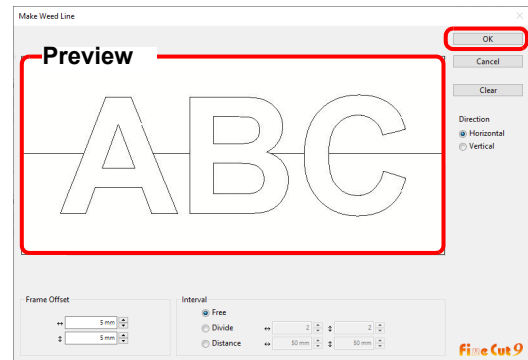 Make Weed Line
OK
Preview
Cancel
Clear
ABC
Direction
Horizontal
Vertical
Frame Offset
↔ 5 mm
↕ 5 mm
Interval
Free
Divide ↔ 2 ↕ 2
Distance ↔ 50 mm ↕ 50 mm
Fine Cut 9